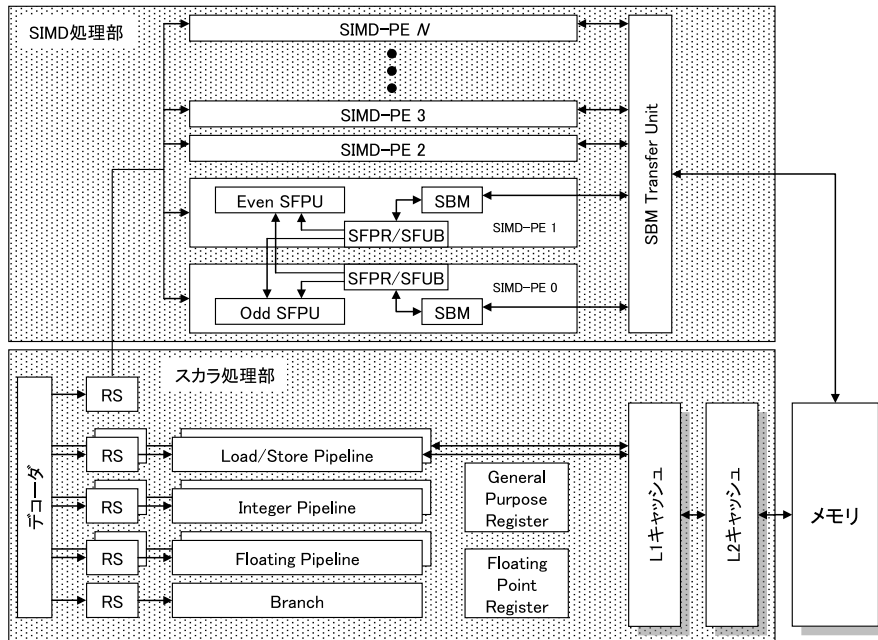 SIMD処理部
SIMD-PE N
SIMD-PE 3
SIMD-PE 2
Even SFPU
SBM
SFPR/SFUB
SIMD-PE 1
SFPR/SFUB
SIMD-PE 0
Odd SFPU
SBM
SBM Transfer Unit
スカラ処理部
デコーダ
RS
RS
Load/Store Pipeline
RS
Integer Pipeline
RS
Floating Pipeline
RS
Branch
General
Purpose
Register
Floating
Point
Register
L1キャッシュ
L2キャッシュ
メモリ